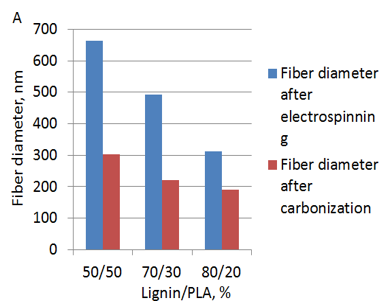 A
700
600
500
400
300
200
100
0
Fiber diameter, nm
50/50 70/30 80/20
Lignin/PLA, %
Fiber diameter
after
electrospinnin
g
Fiber diameter
after
carbonization